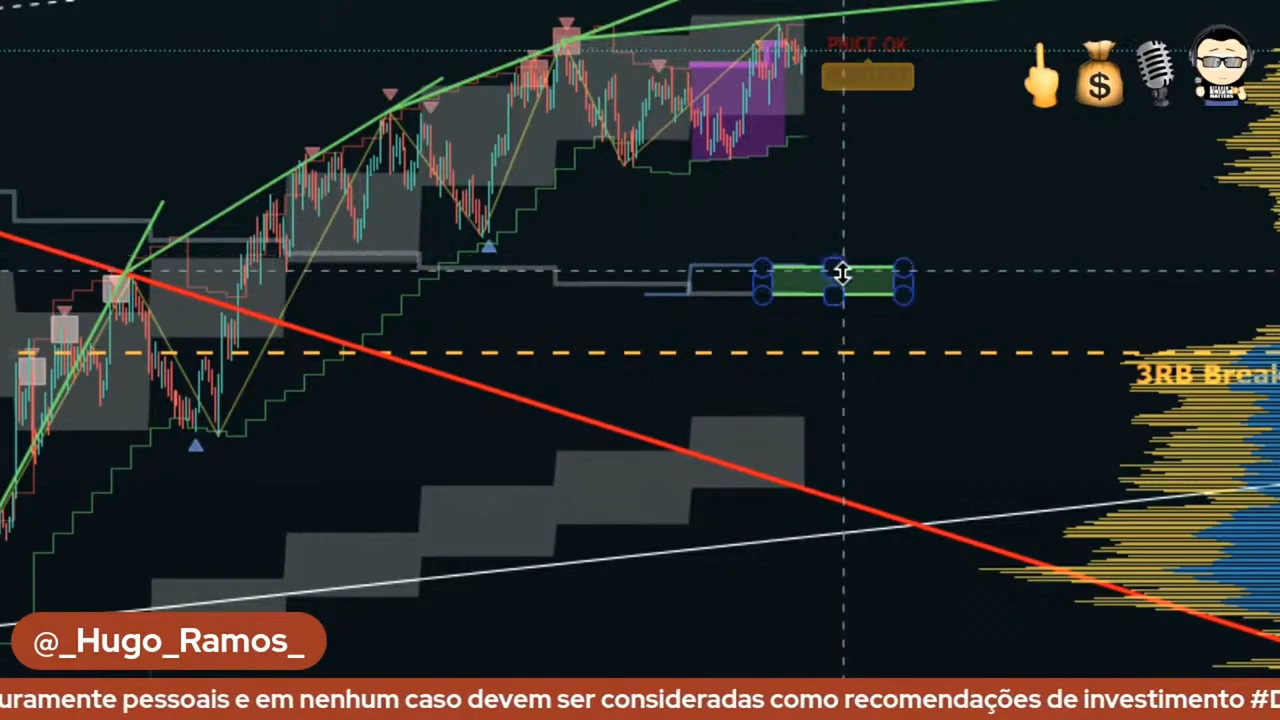 PRICE OK
3RB Break
@_Hugo_Ramos_
uramente pessoais e em nenhum caso devem ser consideradas como recomendações de investimento #D